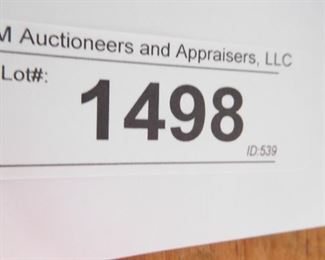 M Auctioneers and Appraisers, LLC
Lot#:
1498
ID:539